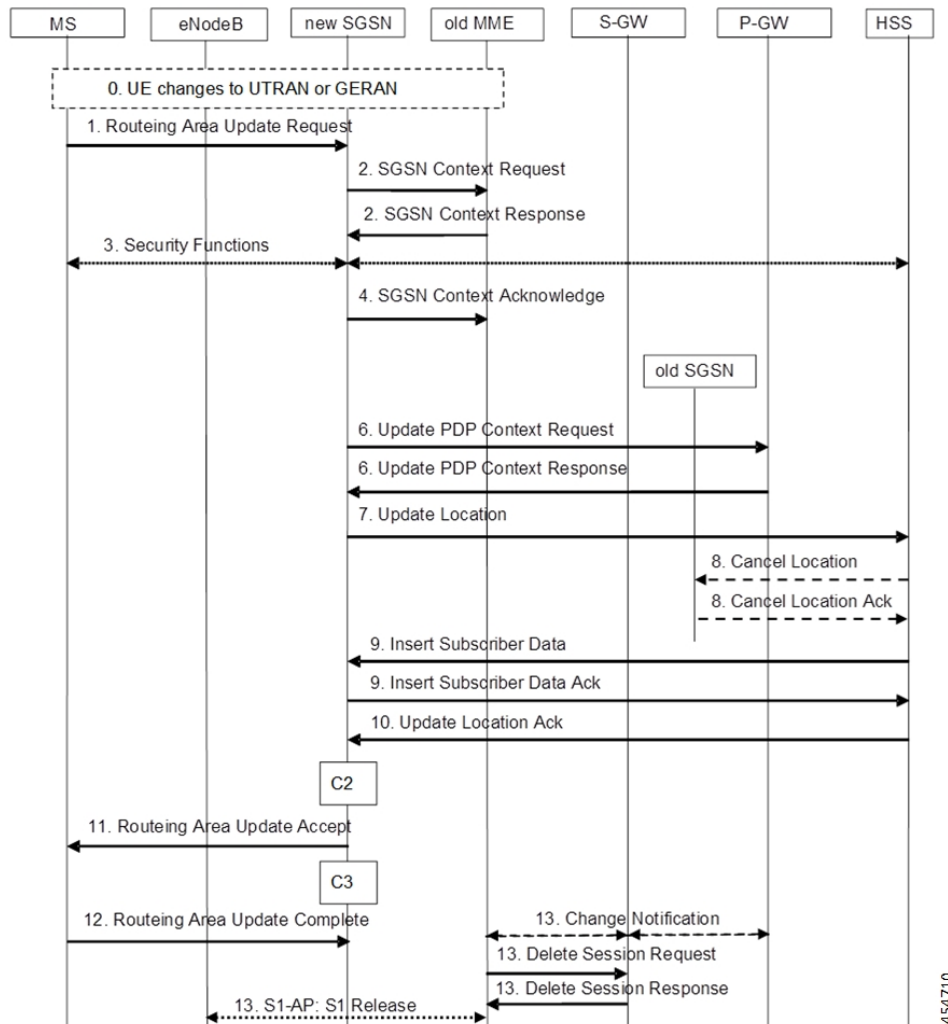 MS eNodeB new SGSN old MME S-GW P-GW HSS
0. UE changes to UTRAN or GERAN
1. Routeing Area Update Request
2. SGSN Context Request
2. SGSN Context Response
3. Security Functions
4. SGSN Context Acknowledge
old SGSN
6. Update PDP Context Request
6. Update PDP Context Response
7. Update Location
8. Cancel Location
8. Cancel Location Ack
9. Insert Subscriber Data
9. Insert Subscriber Data Ack
10. Update Location Ack
C2
11. Routeing Area Update Accept
C3
12. Routeing Area Update Complete
13. Change Notification
13. Delete Session Request
13. Delete Session Response
13. S1-AP: S1 Release
454710